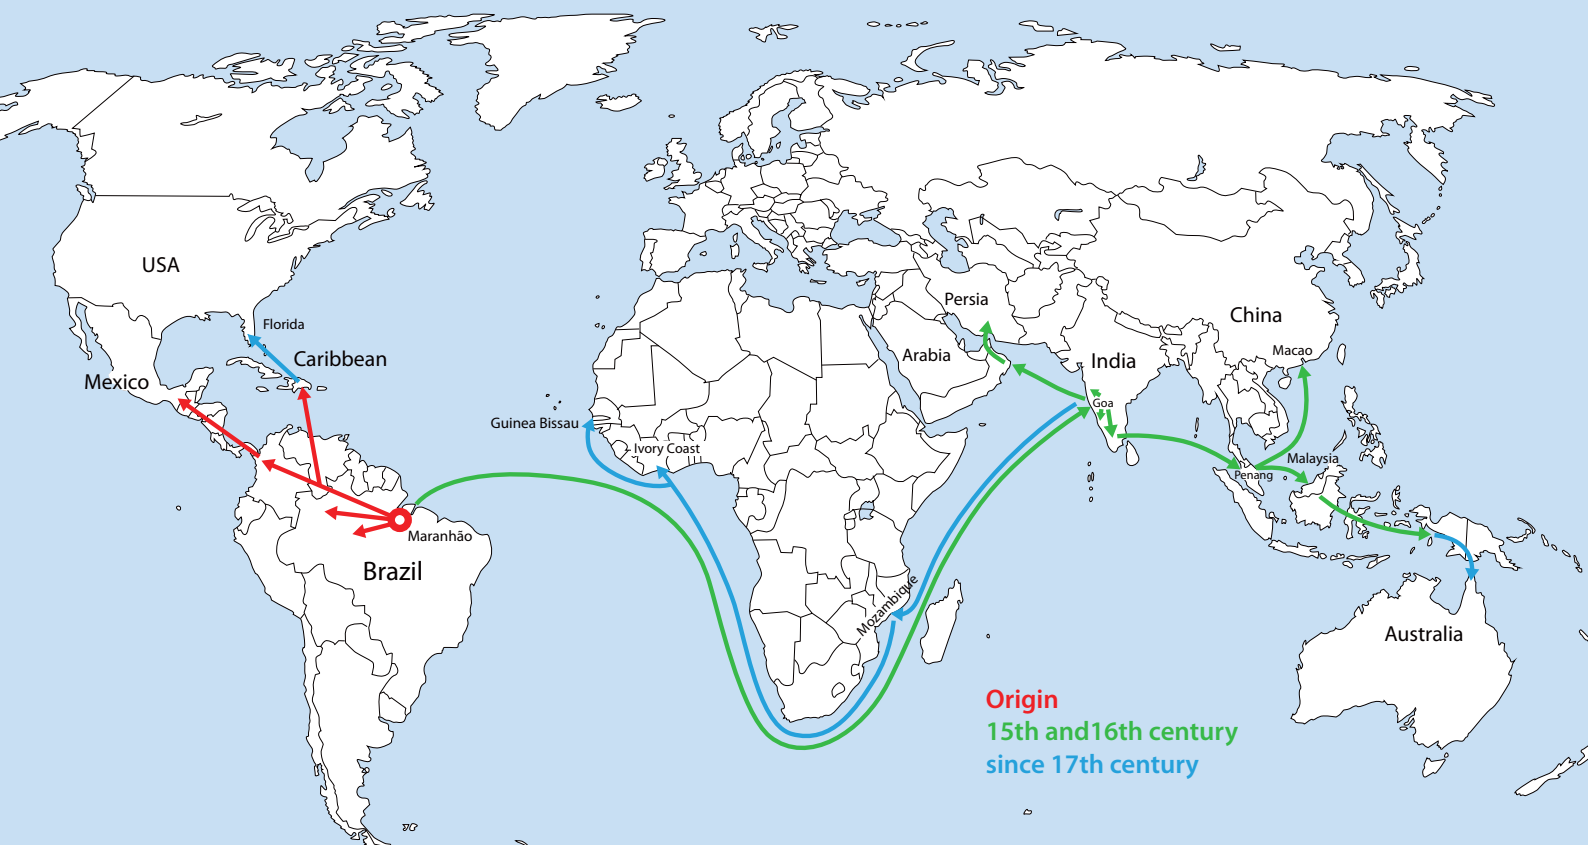 USA
Florida
Caribbean
Mexico
Guinea Bissau
Ivory Coast
Maranhão
Brazil
Persia
Arabia
India
Goa
China
Macao
Malaysia
Penang
Mozambique
Australia
Origin
15th and16th century
since 17th century